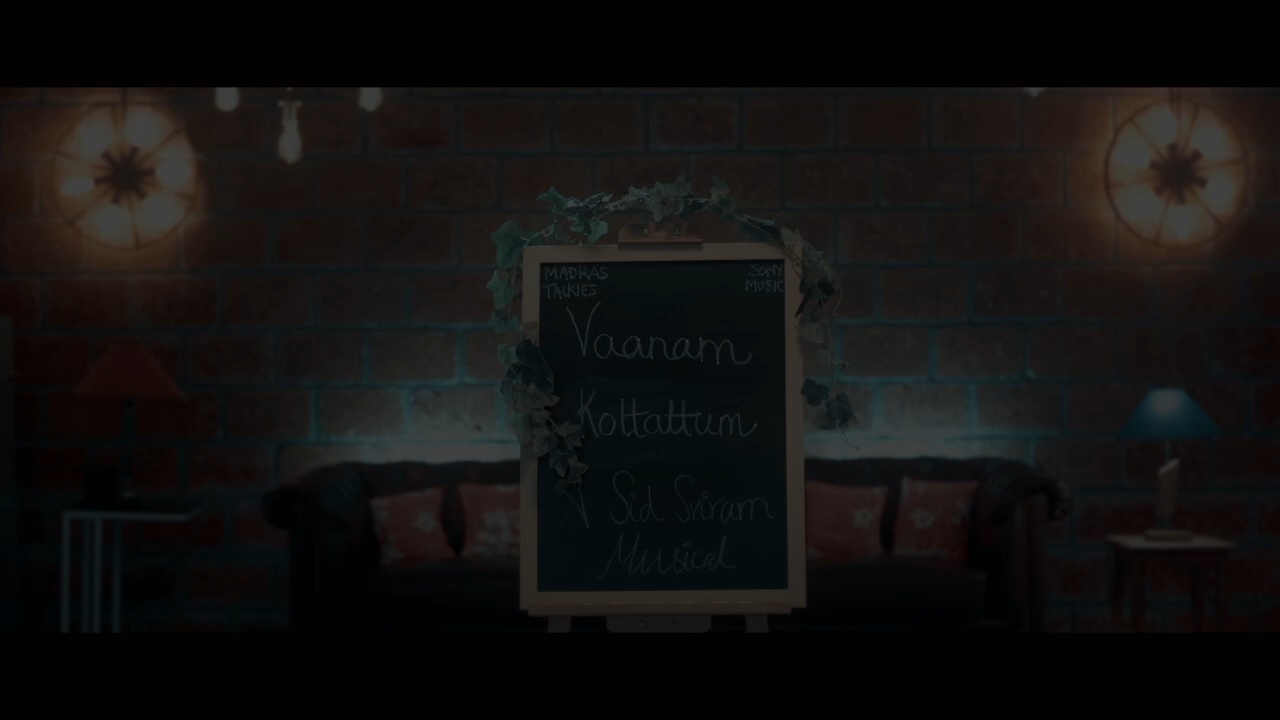 MADRAS
TALKIES
SONY
MUSIC
Vaanam
Kottattum
A Sid Sriram
Musical